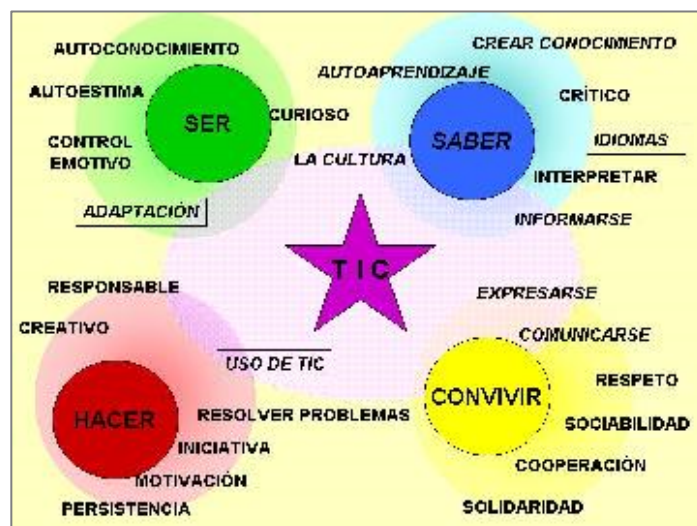 AUTOCONOCIMIENTO
AUTOESTIMA
SER
CURIOSO
CONTROL
EMOTIVO
ADAPTACIÓN
CREAR CONOCIMIENTO
AUTOAPRENDIZAJE
CRÍTICO
SABER
IDIOMAS
LA CULTURA
INTERPRETAR
INFORMARSE
TIC
RESPONSABLE
CREATIVO
USO DE TIC
HACER
RESOLVER PROBLEMAS
INICIATIVA
MOTIVACIÓN
PERSISTENCIA
EXPRESARSE
COMUNICARSE
RESPETO
CONVIVIR
SOCIABILIDAD
COOPERACIÓN
SOLIDARIDAD